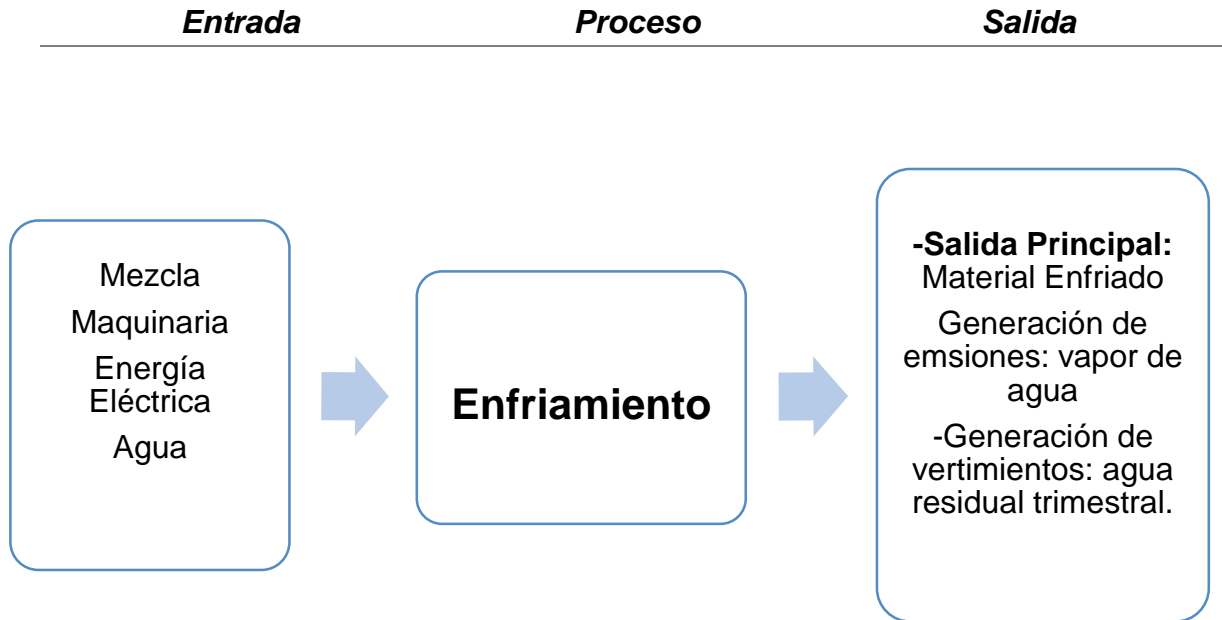 Entrada Proceso Salida
Mezcla
Maquinaria
Energía
Eléctrica
Agua
Enfriamiento
-Salida Principal:
Material Enfriado
Generación de
emsiones: vapor de
agua
-Generación de
vertimientos: agua
residual trimestral.